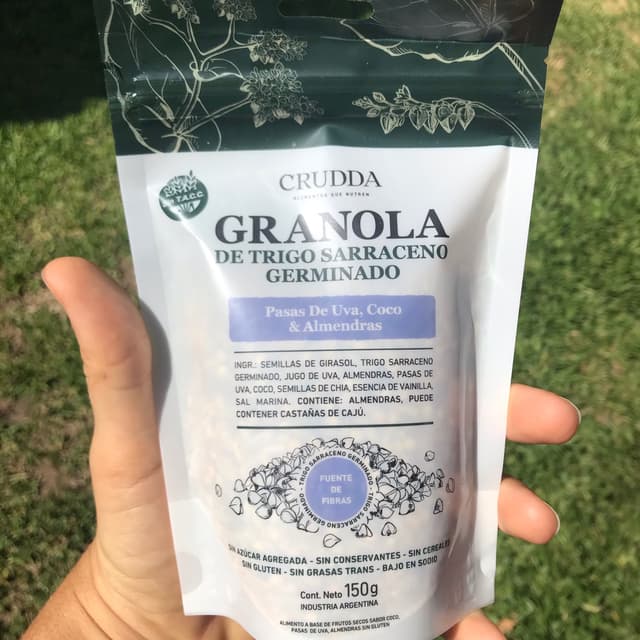 T.A.C.C.
CRUDDA
ALIMENTOS QUE NUTREN
GRANOLA
DE TRIGO SARRACENO
GERMINADO
Pasas De Uva, Coco
& Almendras
INGR.: SEMILLAS DE GIRASOL, TRIGO SARRACENO
GERMINADO, JUGO DE UVA, ALMENDRAS, PASAS DE
UVA, COCO, SEMILLAS DE CHIA, ESENCIA DE VAINILLA,
SAL MARINA. CONTIENE: ALMENDRAS, PUEDE
CONTENER CASTAÑAS DE CAJÚ.
TRIGO SARRACENO GERMINADO
FUENTE
DE
FIBRAS
TRIGO SARRACENO GERMINADO
SIN AZÚCAR AGREGADA - SIN CONSERVANTES - SIN CEREALES
SIN GLUTEN - SIN GRASAS TRANS - BAJO EN SODIO
Cont. Neto 150g
INDUSTRIA ARGENTINA
ALIMENTO A BASE DE FRUTOS SECOS SABOR COCO,
PASAS DE UVA, ALMENDRAS SIN GLUTEN